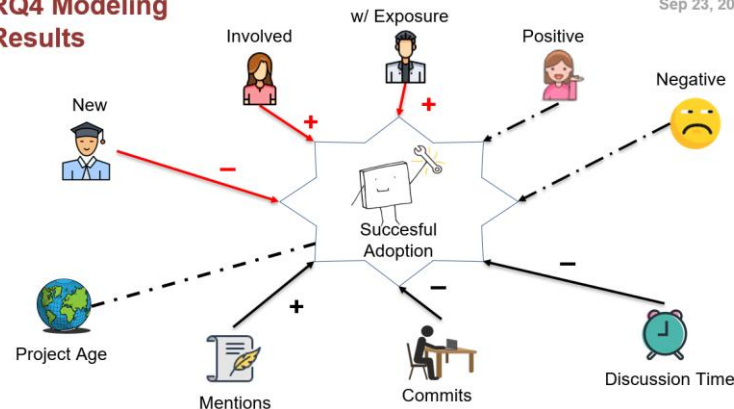 RQ4 Modeling
Results
Sep 23, 20
w/ Exposure
Involved
Positive
Negative
New
+
+
–
Succesful
Adoption
–
–
+
Project Age
Mentions
Commits
Discussion Time